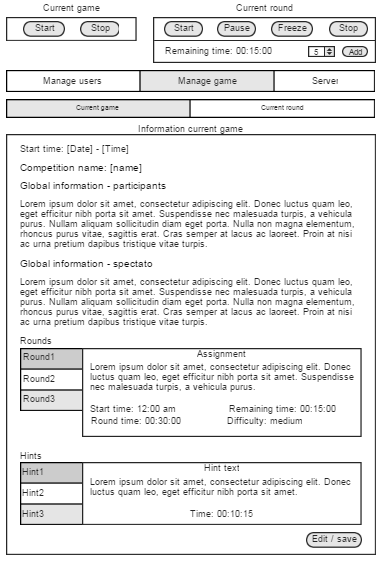 Current game
Current round
Start Stop
Start Pause Freeze Stop
Remaining time: 00:15:00 5 Add
Manage users Manage game Server
Current game Current round
Information current game
Start time: [Date] - [Time]
Competition name: [name]
Global information - participants
Lorem ipsum dolor sit amet, consectetur adipiscing elit. Donec luctus quam leo,
eget efficitur nibh porta sit amet. Suspendisse nec malesuada turpis, a vehicula
purus. Nullam aliquam sollicitudin diam eget porta. Nulla non magna elementum,
rhoncus purus vitae, sagittis erat. Cras semper at lacus ac laoreet. Proin at nisi
ac urna pretium dapibus tristique vitae turpis.
Global information - spectato
Lorem ipsum dolor sit amet, consectetur adipiscing elit. Donec luctus quam leo,
eget efficitur nibh porta sit amet. Suspendisse nec malesuada turpis, a vehicula
purus. Nullam aliquam sollicitudin diam eget porta. Nulla non magna elementum,
rhoncus purus vitae, sagittis erat. Cras semper at lacus ac laoreet. Proin at nisi
ac urna pretium dapibus tristique vitae turpis.
Rounds
Round1
Round2
Round3
Assignment
Lorem ipsum dolor sit amet, consectetur adipiscing elit. Donec
luctus quam leo, eget efficitur nibh porta sit amet. Suspendisse
nec malesuada turpis, a vehicula purus.
Start time: 12:00 am Remaining time: 00:15:00
Round time: 00:30:00 Difficulty: medium
Hints
Hint1
Hint2
Hint3
Hint text
Lorem ipsum dolor sit amet, consectetur adipiscing elit. Donec
luctus quam leo, eget efficitur nibh porta sit amet.
Time: 00:10:15
Edit / save